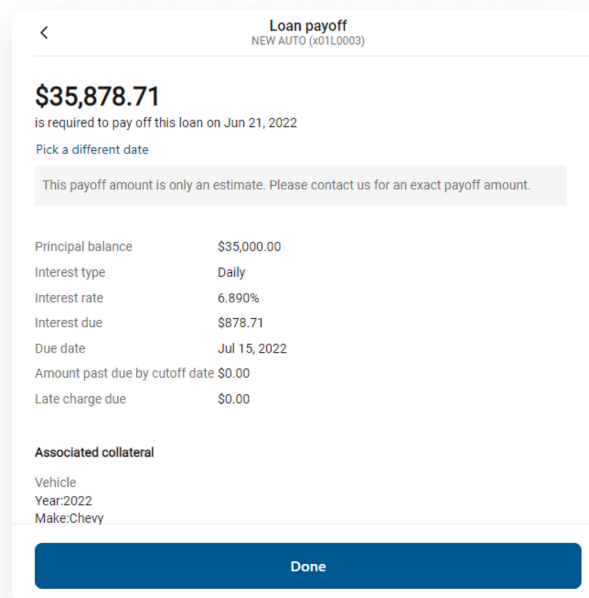 Loan payoff
NEW AUTO (x01L0003)
$35,878.71
is required to pay off this loan on Jun 21, 2022
Pick a different date
This payoff amount is only an estimate. Please contact us for an exact payoff amount.
Principal balance $35,000.00
Interest type Daily
Interest rate 6.890%
Interest due $878.71
Due date Jul 15, 2022
Amount past due by cutoff date $0.00
Late charge due $0.00
Associated collateral
Vehicle
Year:2022
Make:Chevy
Done